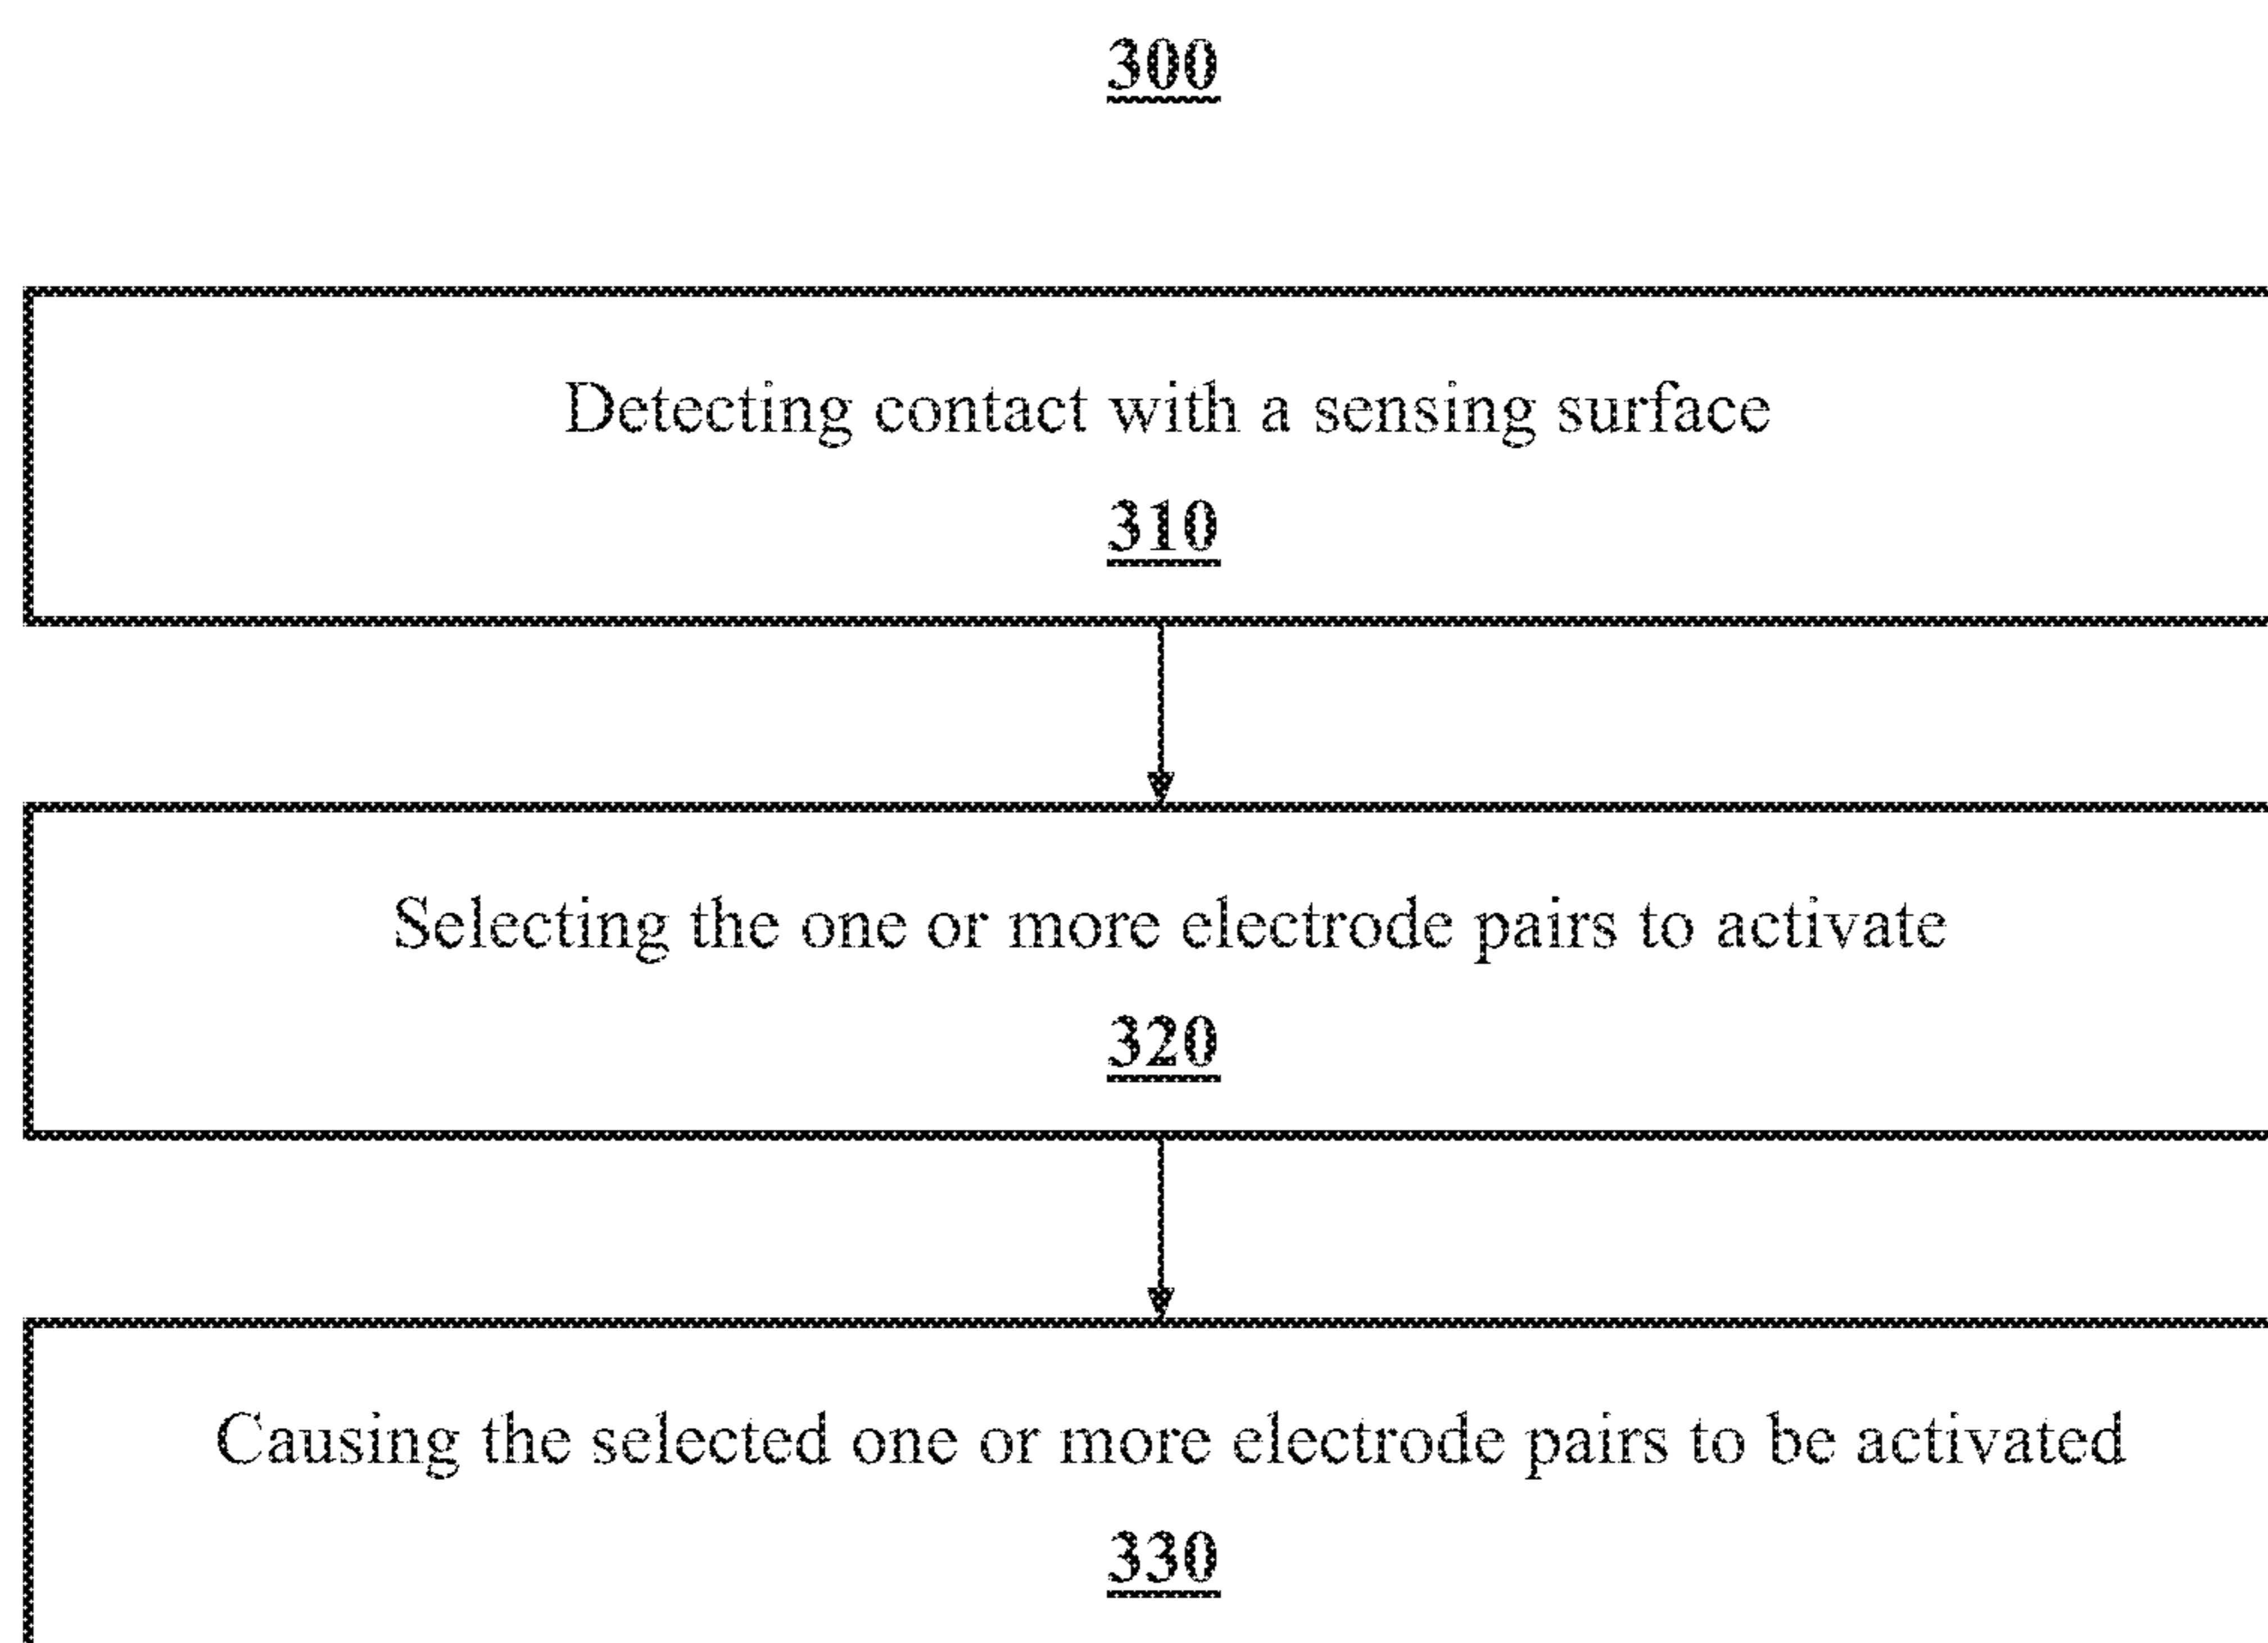 300
Detecting contact with a sensing surface
310
Selecting the one or more electrode pairs to activate
320
Causing the selected one or more electrode pairs to be activated
330